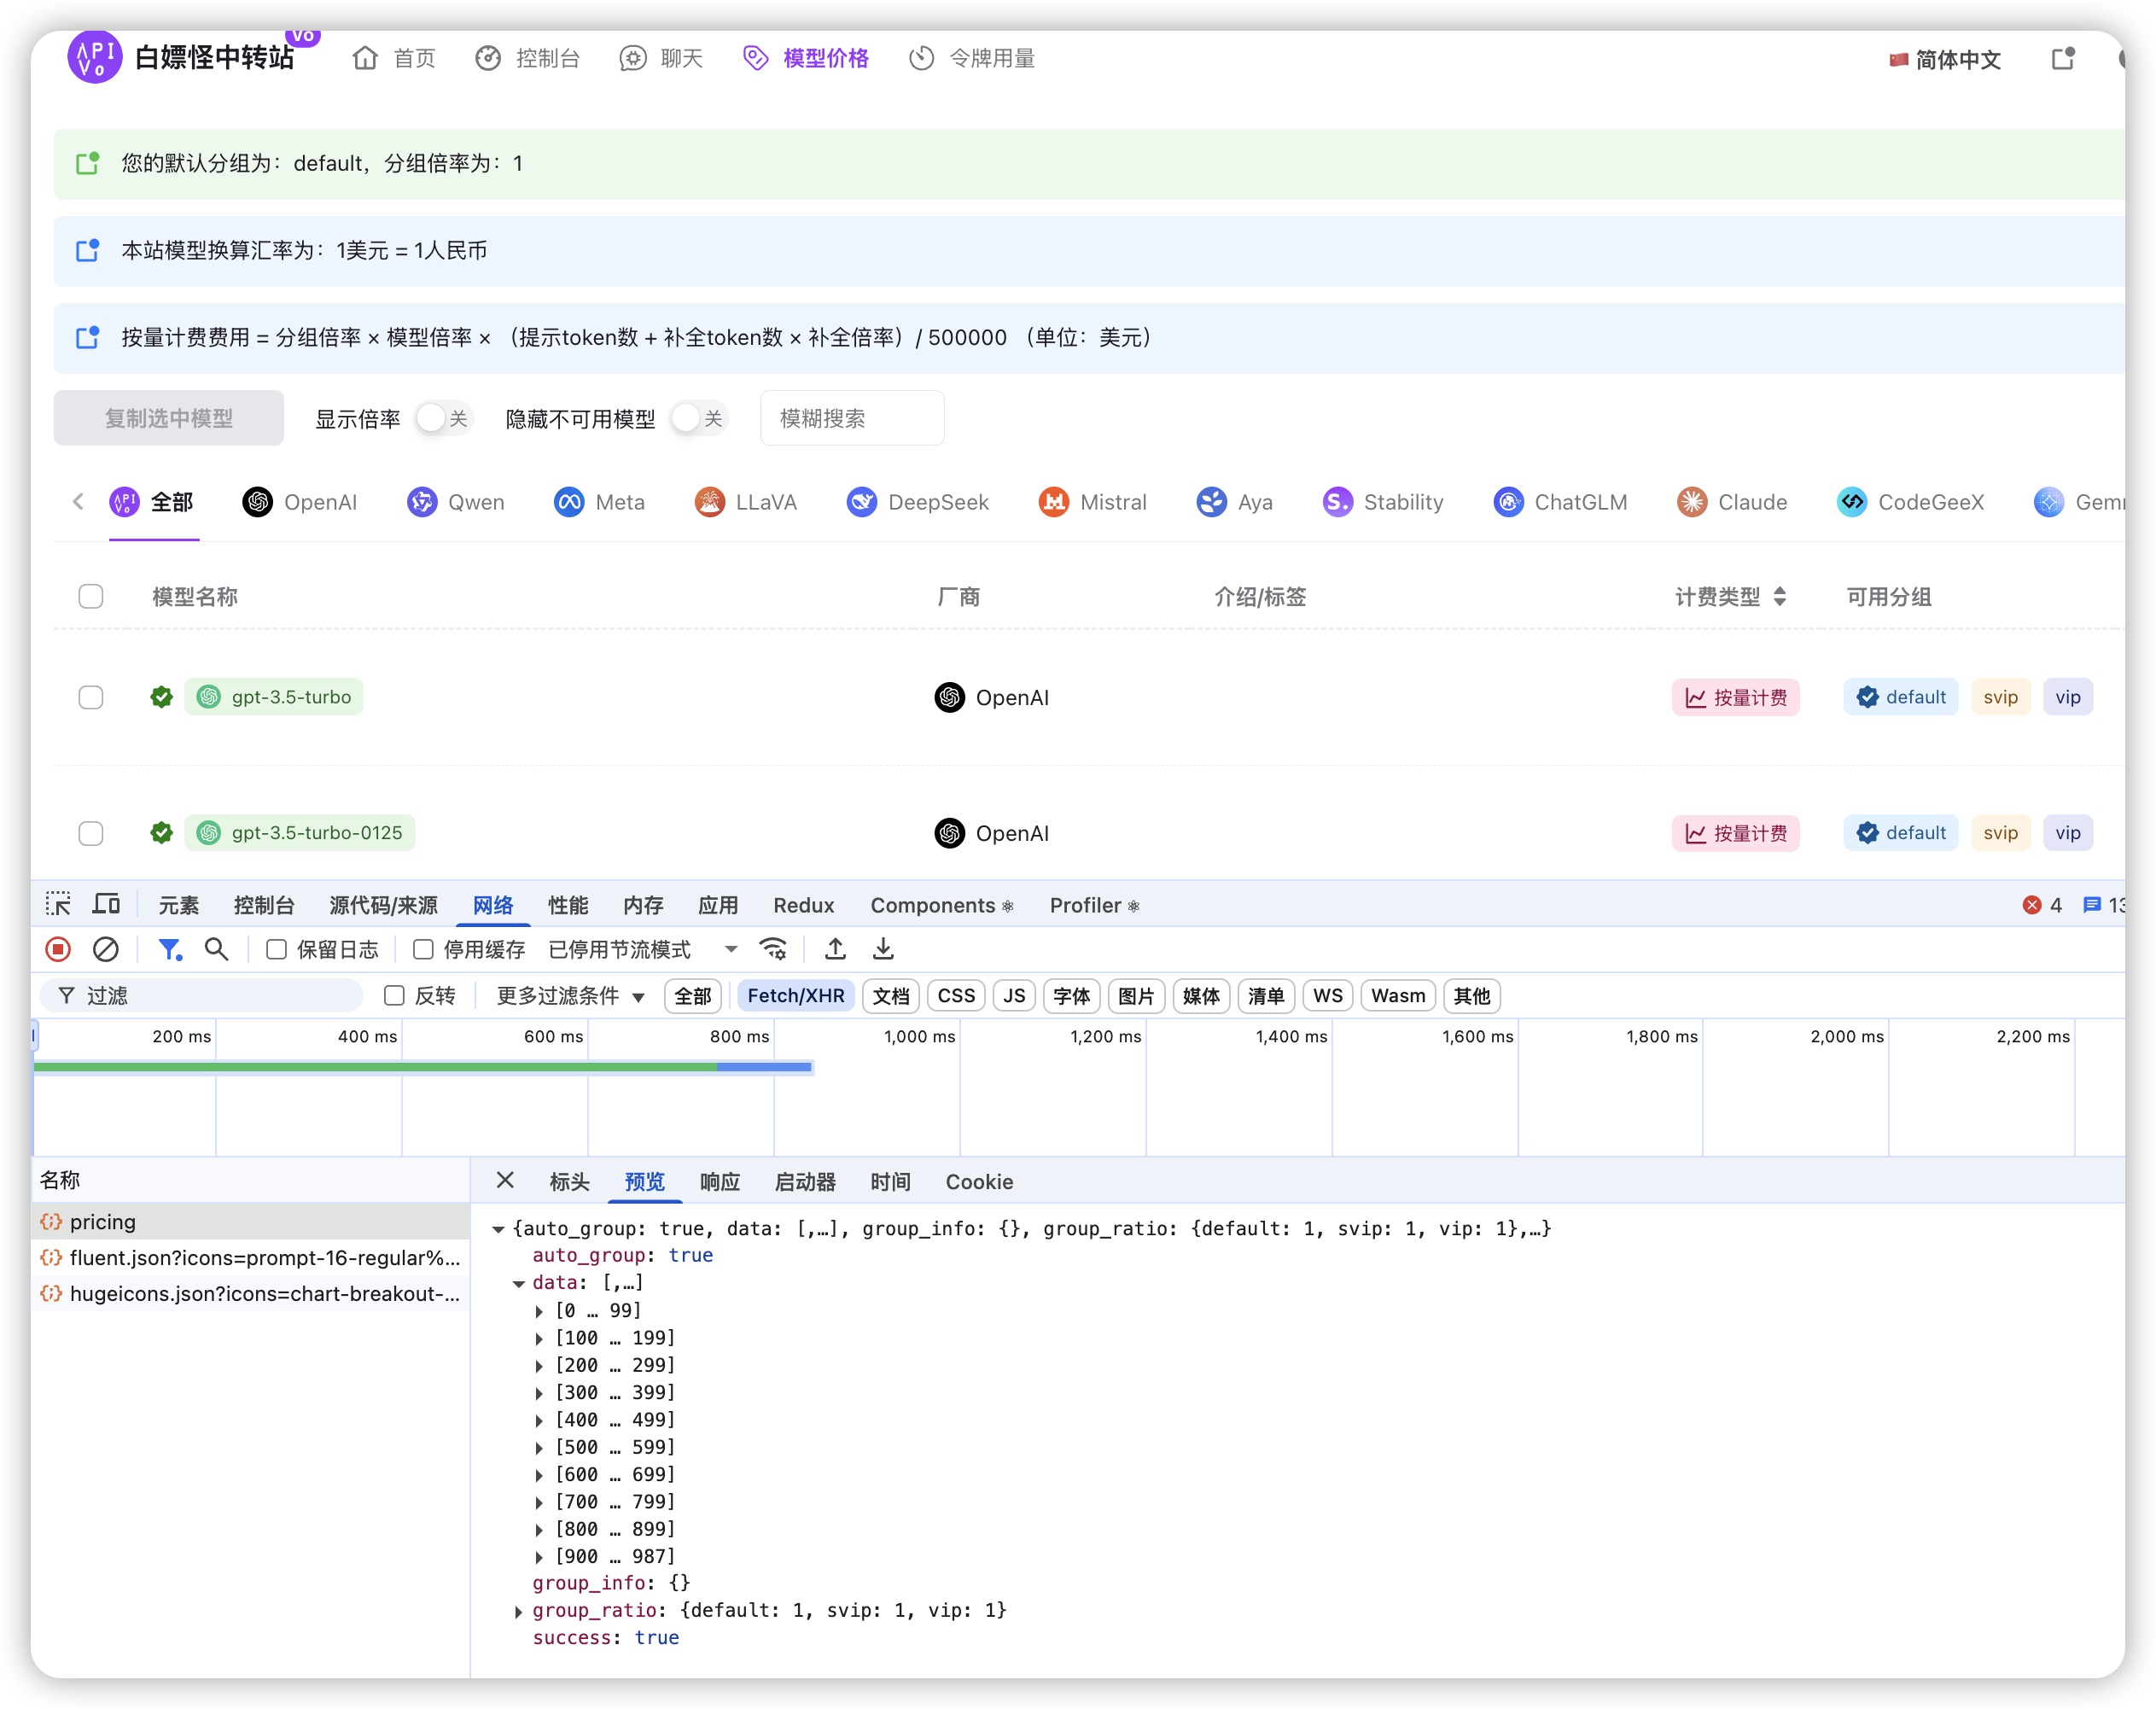 API Vo 白嫖怪中转站 Vo 首页 控制台 聊天 模型价格 令牌用量 简体中文
您的默认分组为：default，分组倍率为：1
本站模型换算汇率为：1美元 = 1人民币
按量计费费用 = 分组倍率 × 模型倍率 × （提示token数 + 补全token数 × 补全倍率）/ 500000 （单位：美元）
复制选中模型 显示倍率 关 隐藏不可用模型 关 模糊搜索
全部 OpenAI Qwen Meta LLaVA DeepSeek Mistral Aya Stability ChatGLM Claude CodeGeeX
模型名称 厂商 介绍/标签 计费类型 可用分组
gpt-3.5-turbo OpenAI 按量计费 default svip vip
gpt-3.5-turbo-0125 OpenAI 按量计费 default svip vip
元素 控制台 源代码/来源 网络 性能 内存 应用 Redux Components Profiler 4 13
保留日志 停用缓存 已停用节流模式
过滤 反转 更多过滤条件 全部 Fetch/XHR 文档 CSS JS 字体 图片 媒体 清单 WS Wasm 其他
200 ms 400 ms 600 ms 800 ms 1,000 ms 1,200 ms 1,400 ms 1,600 ms 1,800 ms 2,000 ms 2,200 ms
名称 标头 预览 响应 启动器 时间 Cookie
pricing
fluent.json?icons=prompt-16-regular%...
hugeicons.json?icons=chart-breakout-...
{auto_group: true, data: [,…], group_info: {}, group_ratio: {default: 1, svip: 1, vip: 1},…}
auto_group: true
data: [,…]
[0 … 99]
[100 … 199]
[200 … 299]
[300 … 399]
[400 … 499]
[500 … 599]
[600 … 699]
[700 … 799]
[800 … 899]
[900 … 987]
group_info: {}
group_ratio: {default: 1, svip: 1, vip: 1}
success: true